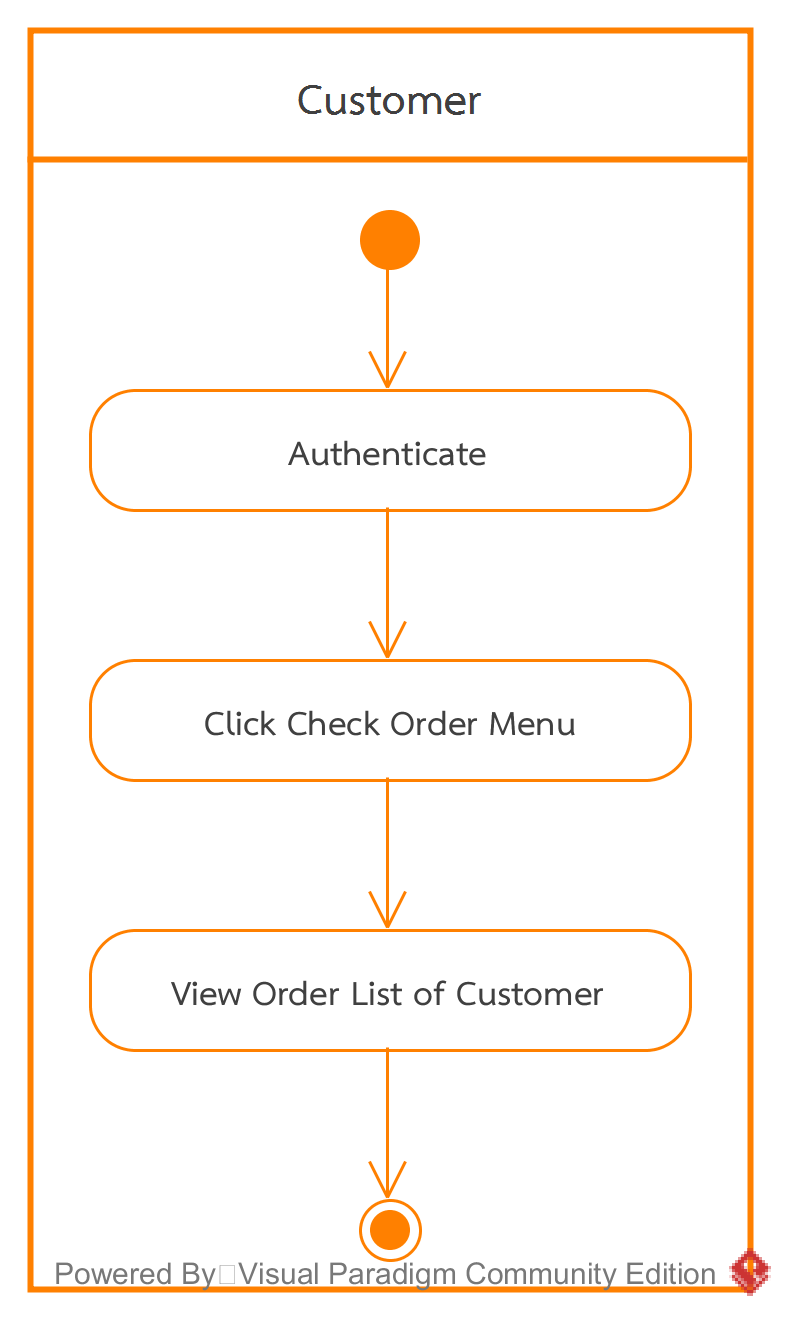 Customer
Authenticate
Click Check Order Menu
View Order List of Customer
Powered By Visual Paradigm Community Edition